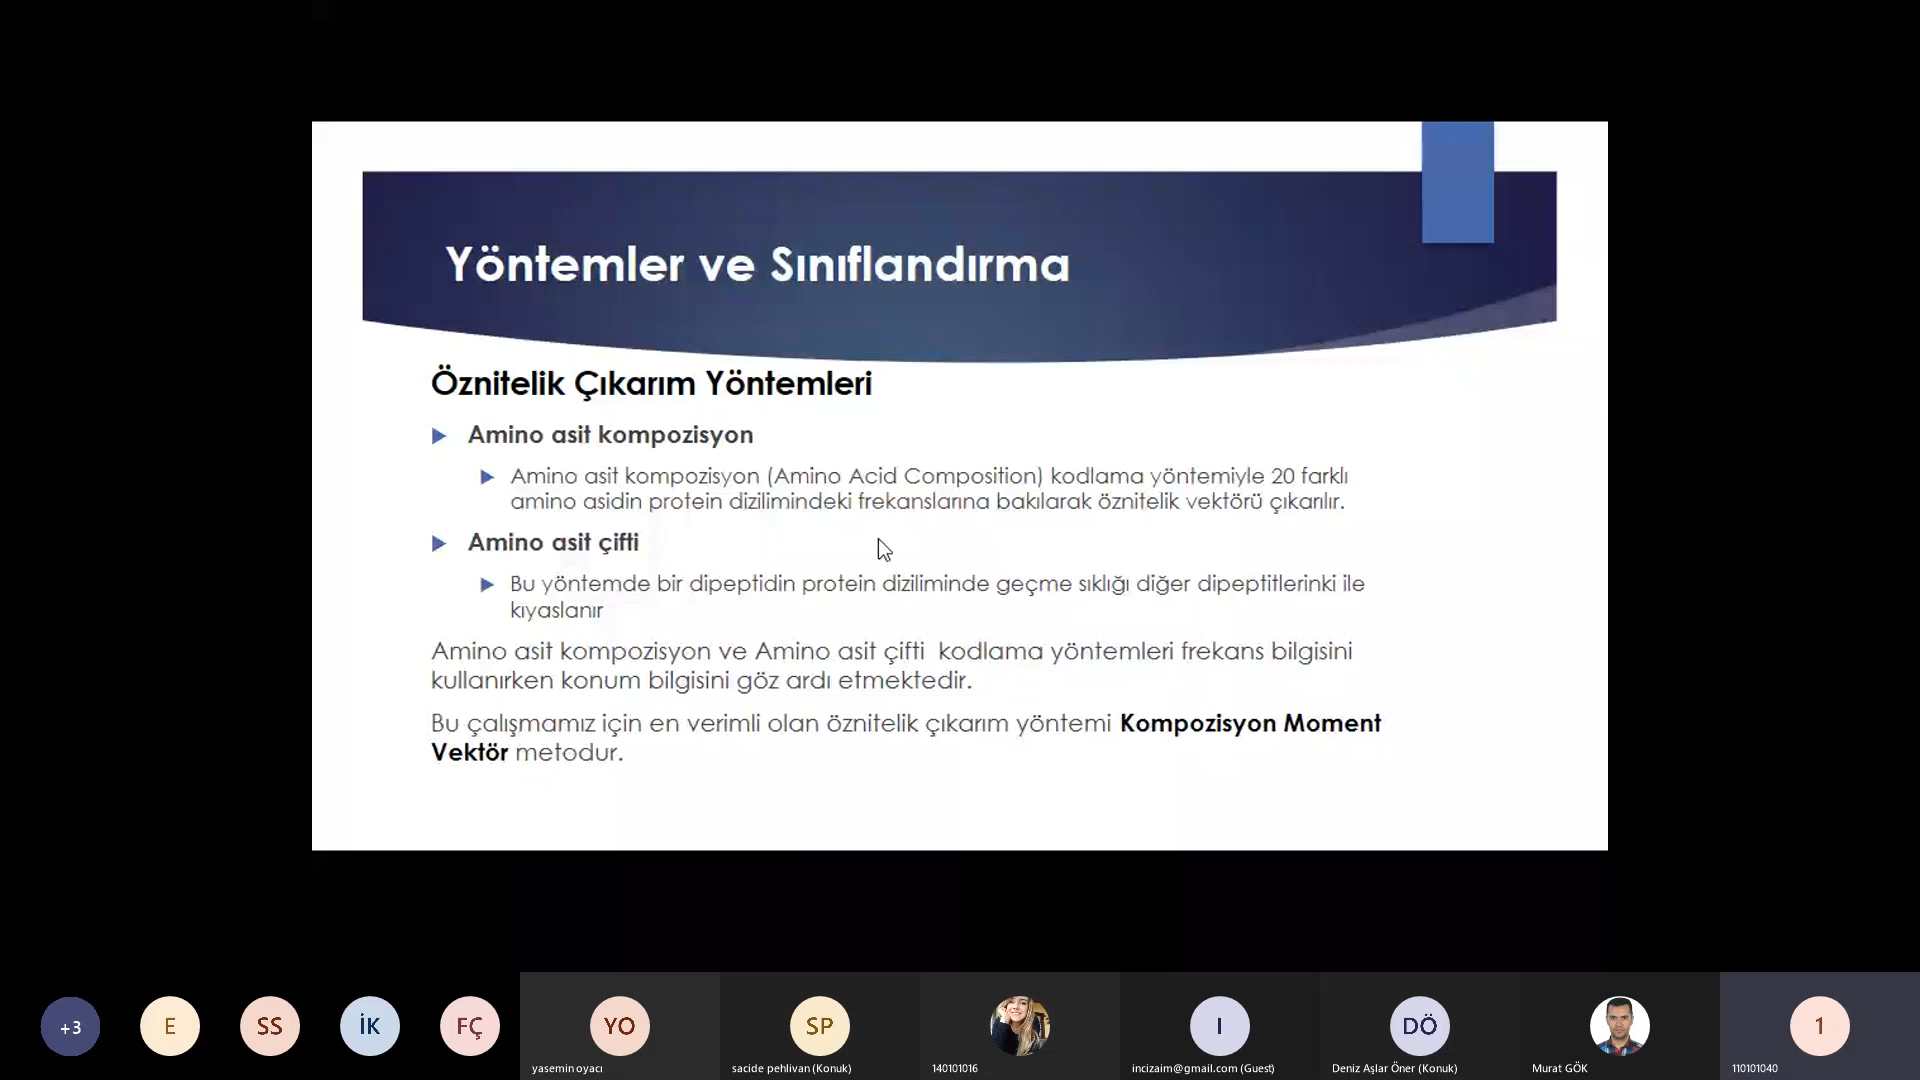 Yöntemler ve Sınıflandırma
Öznitelik Çıkarım Yöntemleri
Amino asit kompozisyon
Amino asit kompozisyon (Amino Acid Composition) kodlama yöntemiyle 20 farklı
amino asidin protein dizilimindeki frekanslarına bakılarak öznitelik vektörü çıkarılır.
Amino asit çifti
Bu yöntemde bir dipeptidin protein diziliminde geçme sıklığı diğer dipeptitlerinki ile
kıyaslanır
Amino asit kompozisyon ve Amino asit çifti kodlama yöntemleri frekans bilgisini
kullanırken konum bilgisini göz ardı etmektedir.
Bu çalışmamız için en verimli olan öznitelik çıkarım yöntemi Kompozisyon Moment
Vektör metodur.
+3 E SS İK FÇ YO SP I DÖ 1
yasemin oyacı sacide pehlivan (Konuk) 140101016 incizaim@gmail.com (Guest) Deniz Aşlar Öner (Konuk) Murat GÖK 110101040